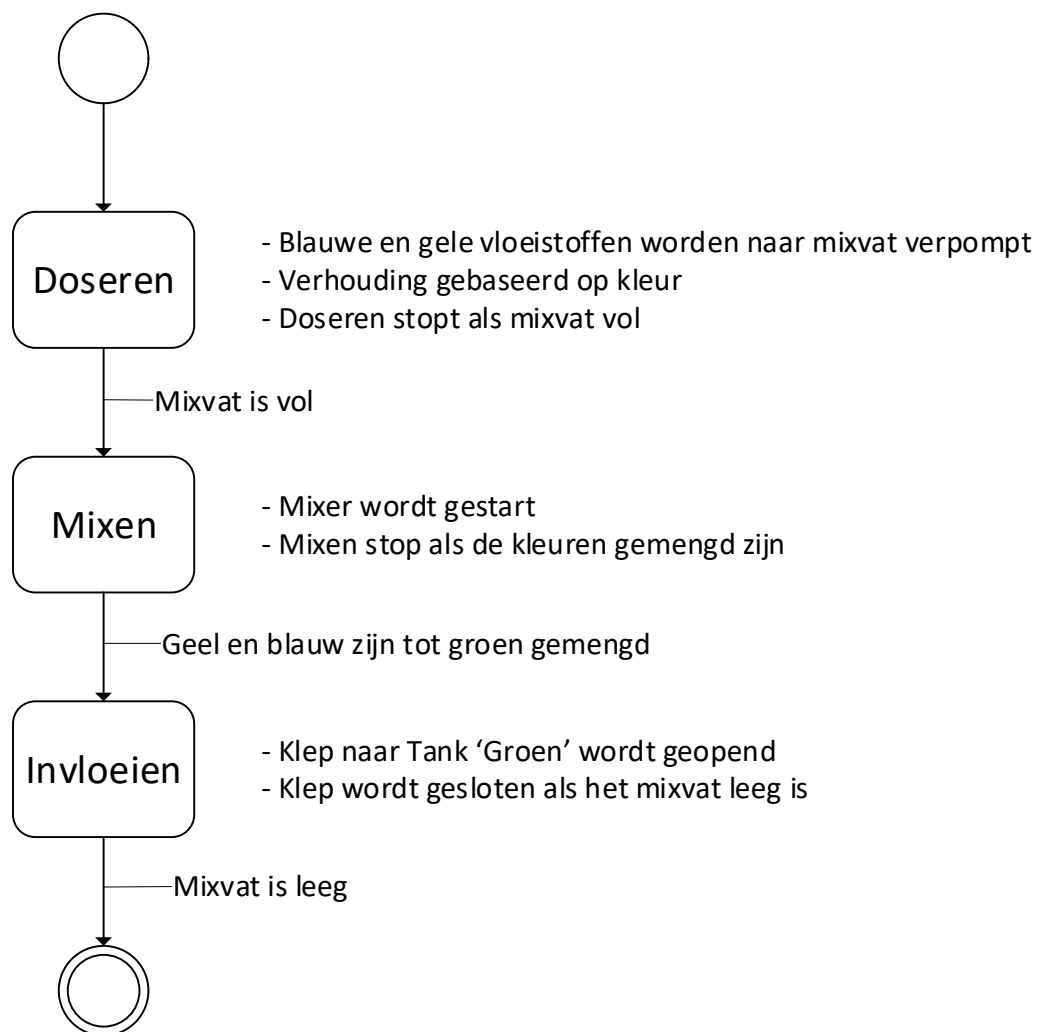 Doseren
- Blauwe en gele vloeistoffen worden naar mixvat verpompt
- Verhouding gebaseerd op kleur
- Doseren stopt als mixvat vol
Mixvat is vol
Mixen
- Mixer wordt gestart
- Mixen stop als de kleuren gemengd zijn
Geel en blauw zijn tot groen gemengd
Invloeien
- Klep naar Tank ‘Groen’ wordt geopend
- Klep wordt gesloten als het mixvat leeg is
Mixvat is leeg